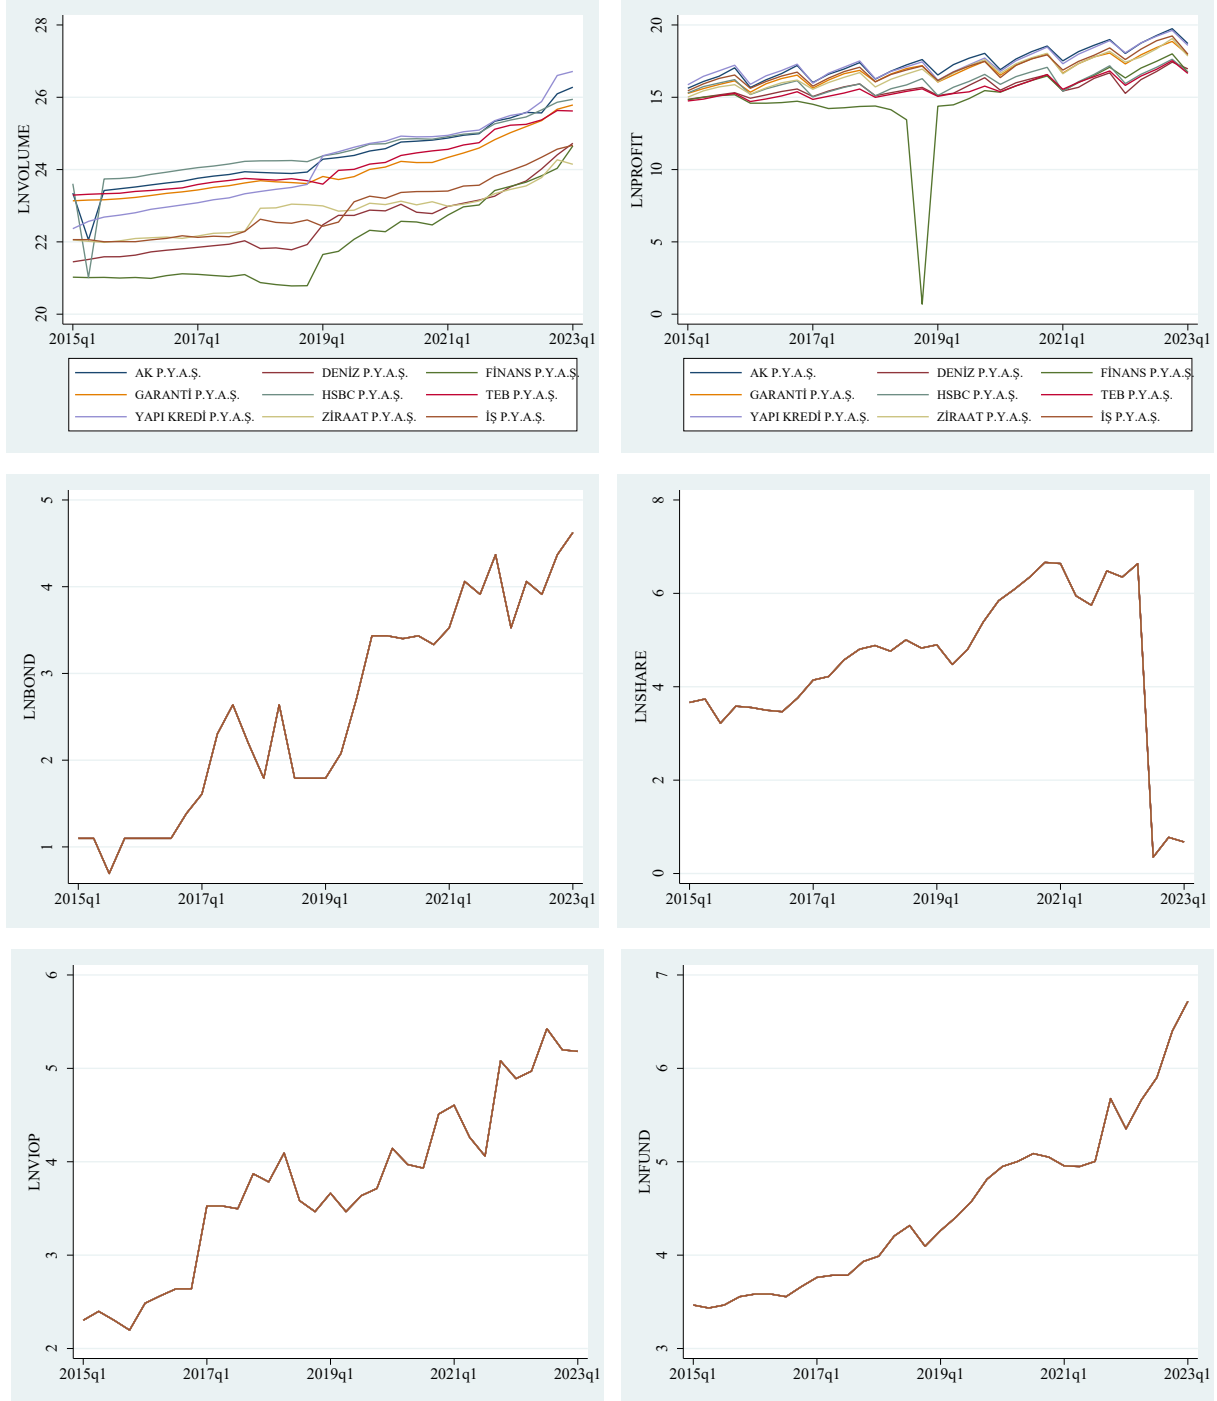 LNVOLUME
28
26
24
22
20
2015q1 2017q1 2019q1 2021q1 2023q1
AK P.Y.A.Ş. DENİZ P.Y.A.Ş. FİNANS P.Y.A.Ş.
GARANTİ P.Y.A.Ş. HSBC P.Y.A.Ş. TEB P.Y.A.Ş.
YAPI KREDİ P.Y.A.Ş. ZİRAAT P.Y.A.Ş. İŞ P.Y.A.Ş.
LNPROFIT
20
15
10
5
0
2015q1 2017q1 2019q1 2021q1 2023q1
AK P.Y.A.Ş. DENİZ P.Y.A.Ş. FİNANS P.Y.A.Ş.
GARANTİ P.Y.A.Ş. HSBC P.Y.A.Ş. TEB P.Y.A.Ş.
YAPI KREDİ P.Y.A.Ş. ZİRAAT P.Y.A.Ş. İŞ P.Y.A.Ş.
LNBOND
5
4
3
2
1
2015q1 2017q1 2019q1 2021q1 2023q1
LNSHARE
8
6
4
2
0
2015q1 2017q1 2019q1 2021q1 2023q1
LNVIOP
6
5
4
3
2
2015q1 2017q1 2019q1 2021q1 2023q1
LNFUND
7
6
5
4
3
2015q1 2017q1 2019q1 2021q1 2023q1